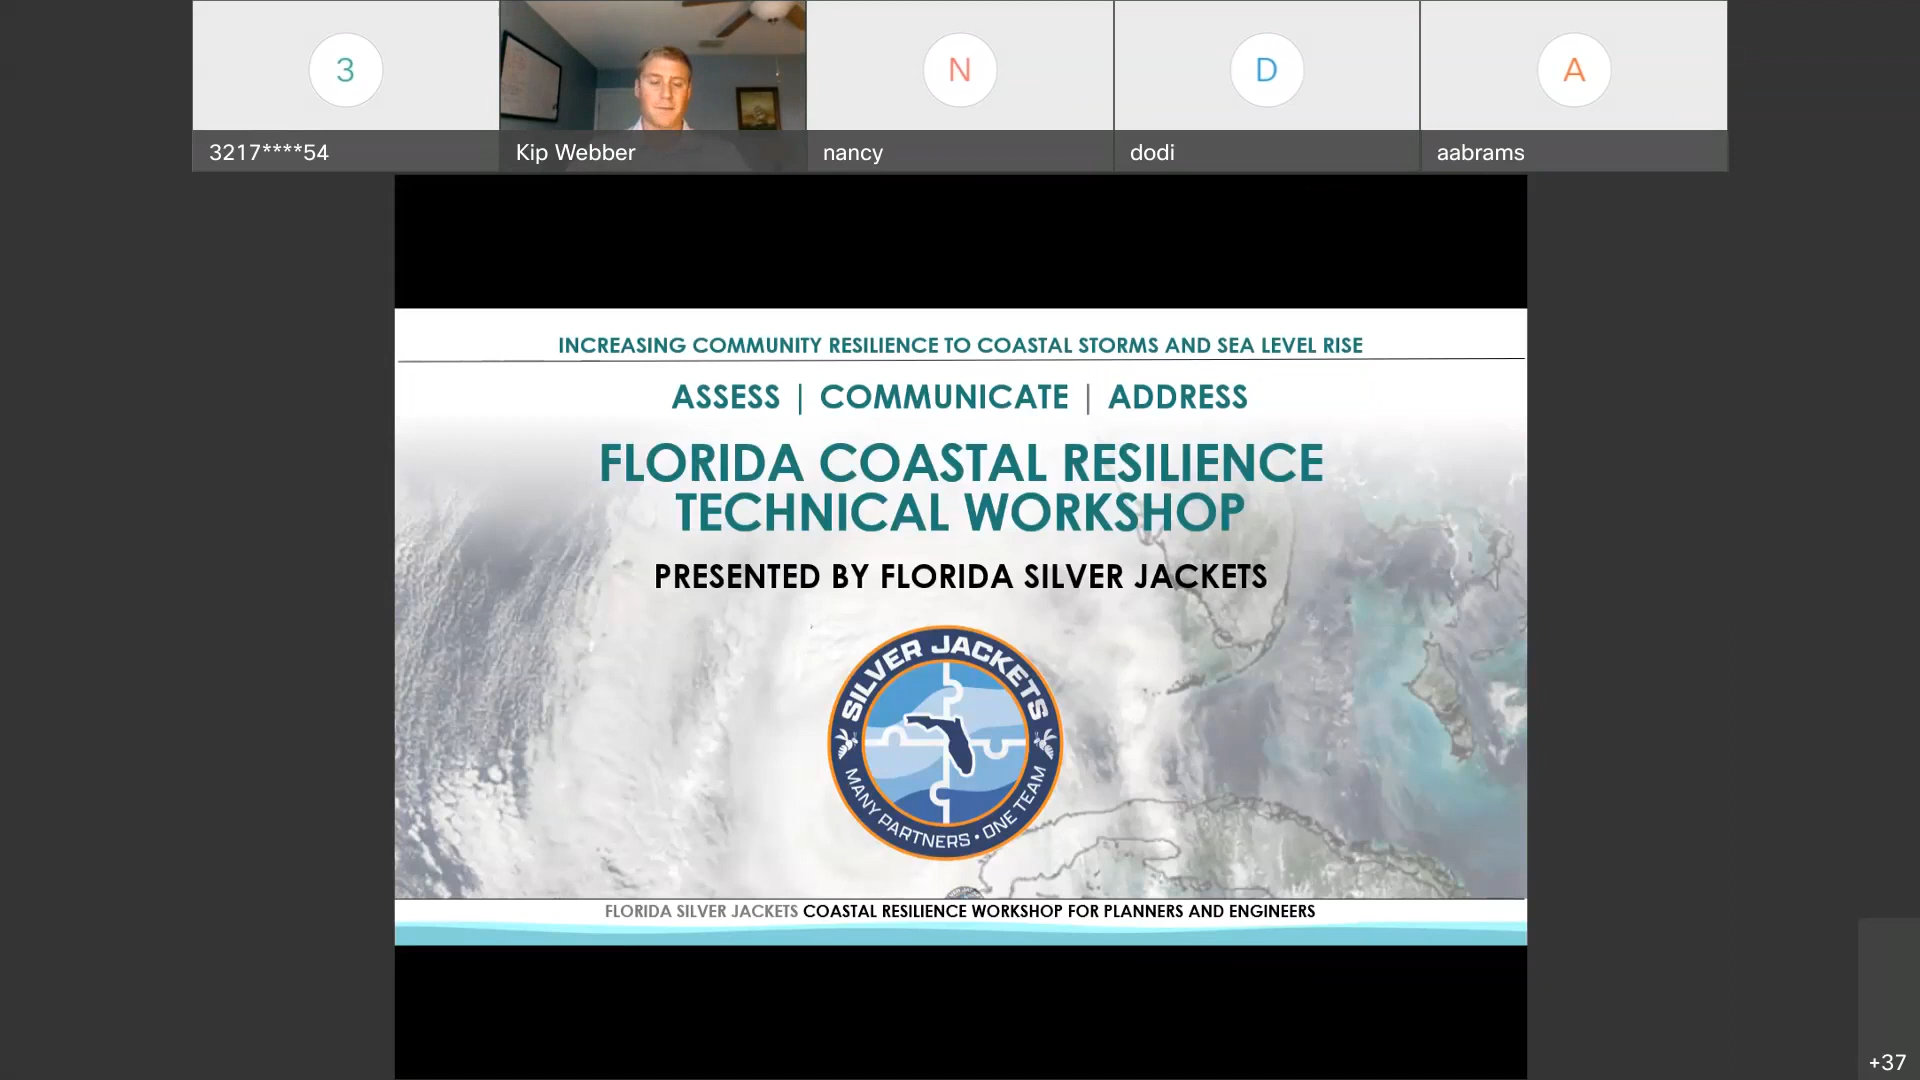 3
N
D
A
3217****54
Kip Webber
nancy
dodi
aabrams
INCREASING COMMUNITY RESILIENCE TO COASTAL STORMS AND SEA LEVEL RISE
ASSESS | COMMUNICATE | ADDRESS
FLORIDA COASTAL RESILIENCE
TECHNICAL WORKSHOP
PRESENTED BY FLORIDA SILVER JACKETS
SILVER JACKETS
MANY PARTNERS • ONE TEAM
FLORIDA SILVER JACKETS COASTAL RESILIENCE WORKSHOP FOR PLANNERS AND ENGINEERS
+37